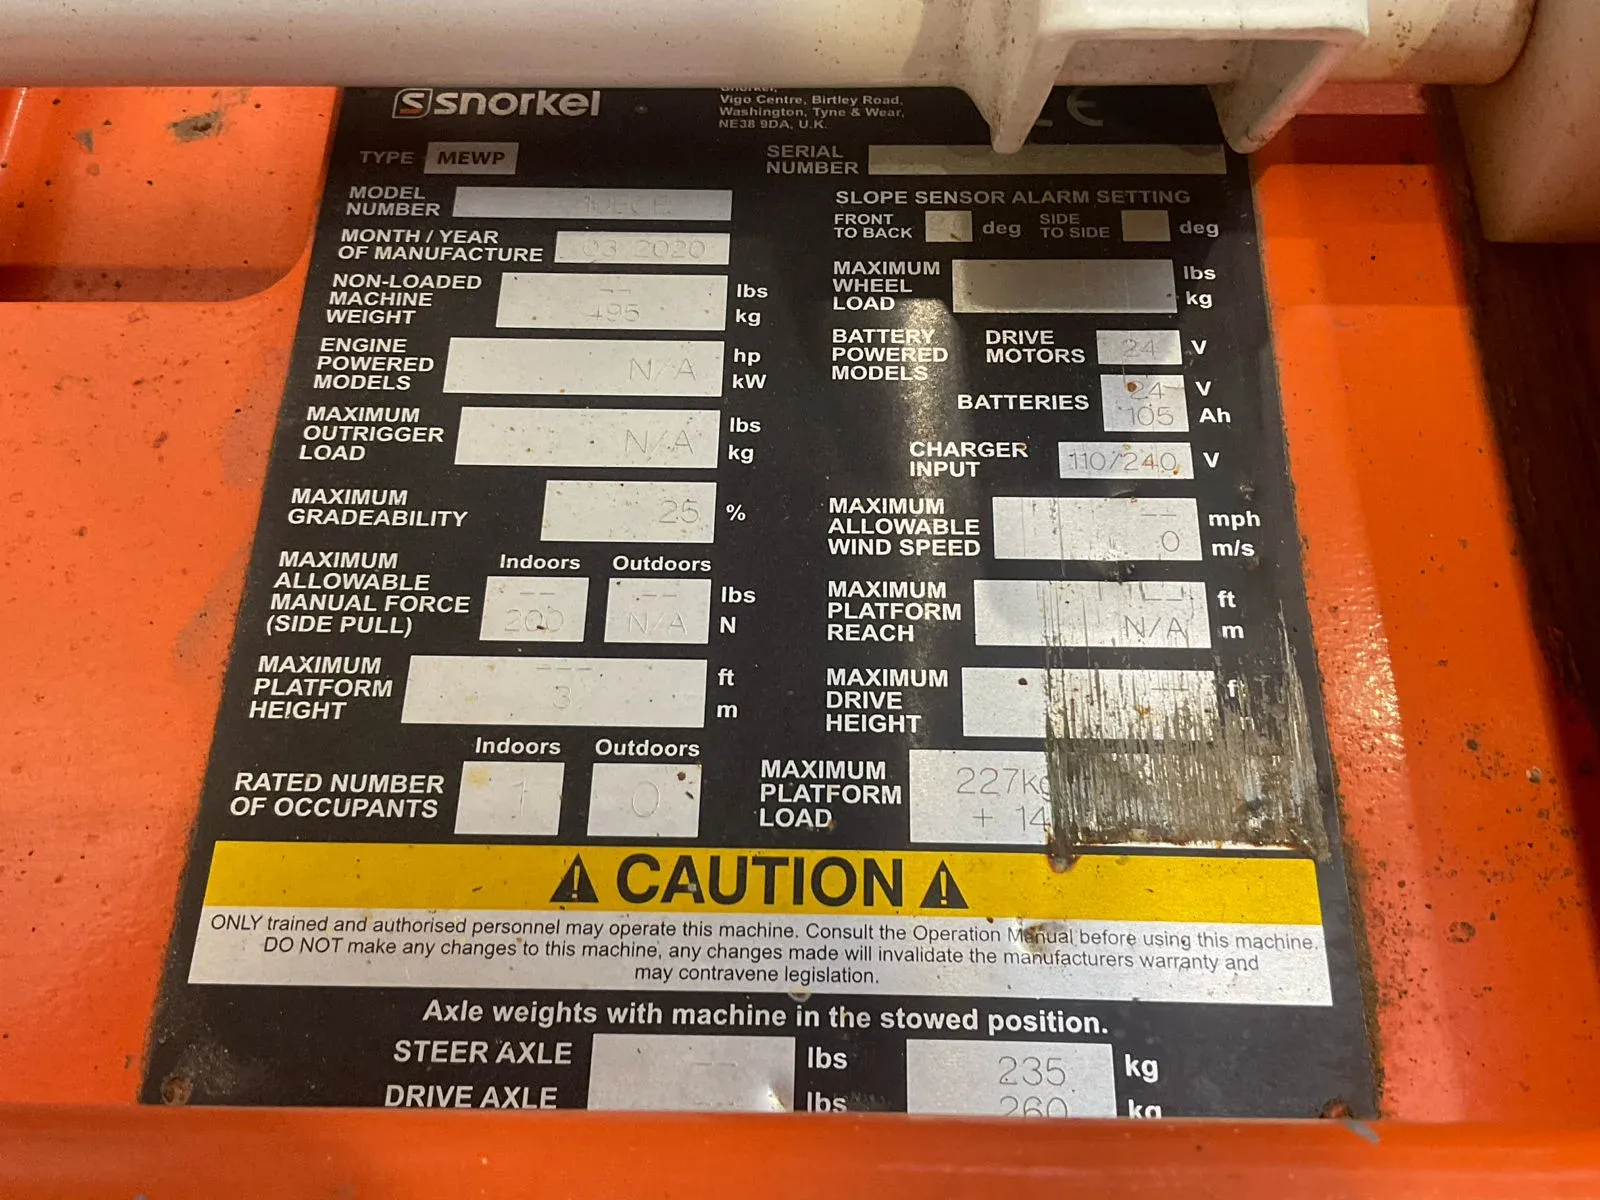 snorkel
Vigo Centre, Birtley Road,
Washington, Tyne & Wear,
NE38 9DA, U.K.
CE
TYPE MEWP
SERIAL
NUMBER
MODEL
NUMBER
SLOPE SENSOR ALARM SETTING
FRONT
TO BACK
deg
SIDE
TO SIDE
deg
MONTH / YEAR
OF MANUFACTURE
03 2020
NON-LOADED
MACHINE
WEIGHT
-- lbs
495 kg
MAXIMUM
WHEEL
LOAD
lbs
kg
ENGINE
POWERED
MODELS
N/A
hp
kW
BATTERY
POWERED
MODELS
DRIVE
MOTORS
24 V
BATTERIES
24 V
105 Ah
MAXIMUM
OUTRIGGER
LOAD
N/A
lbs
kg
CHARGER
INPUT
110/240 V
MAXIMUM
GRADEABILITY
25 %
MAXIMUM
ALLOWABLE
WIND SPEED
-- mph
0 m/s
MAXIMUM
ALLOWABLE
MANUAL FORCE
(SIDE PULL)
Indoors Outdoors
-- -- lbs
200 N/A N
MAXIMUM
PLATFORM
REACH
ft
N/A m
MAXIMUM
PLATFORM
HEIGHT
--- ft
3 m
MAXIMUM
DRIVE
HEIGHT
--
Indoors Outdoors
RATED NUMBER
OF OCCUPANTS
1 0
MAXIMUM
PLATFORM
LOAD
227kg
+ 14
CAUTION
ONLY trained and authorised personnel may operate this machine. Consult the Operation Manual before using this machine.
DO NOT make any changes to this machine, any changes made will invalidate the manufacturers warranty and
may contravene legislation.
Axle weights with machine in the stowed position.
STEER AXLE -- lbs 235 kg
DRIVE AXLE lbs 260 kg